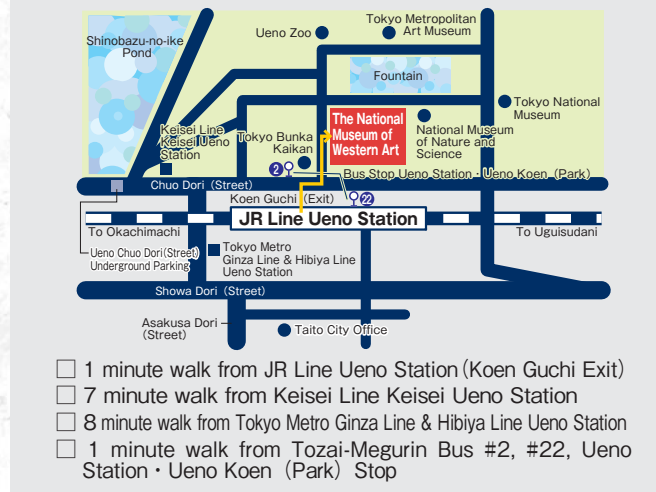 Tokyo Metropolitan
Art Museum
Ueno Zoo
Shinobazu-no-ike
Pond
Fountain
Tokyo National
Museum
The National
Museum of
Western Art
National Museum
of Nature and
Science
Keisei Line
Keisei Ueno
Station
Tokyo Bunka
Kaikan
2
Bus Stop Ueno Station・Ueno Koen (Park)
Chuo Dori (Street)
Koen Guchi (Exit)
22
JR Line Ueno Station
To Okachimachi
To Uguisudani
Ueno Chuo Dori(Street)
Underground Parking
Tokyo Metro
Ginza Line & Hibiya Line
Ueno Station
Showa Dori (Street)
Asakusa Dori
(Street)
Taito City Office
□ 1 minute walk from JR Line Ueno Station (Koen Guchi Exit)
□ 7 minute walk from Keisei Line Keisei Ueno Station
□ 8 minute walk from Tokyo Metro Ginza Line & Hibiya Line Ueno Station
□ 1 minute walk from Tozai-Megurin Bus #2, #22, Ueno
Station・Ueno Koen (Park) Stop